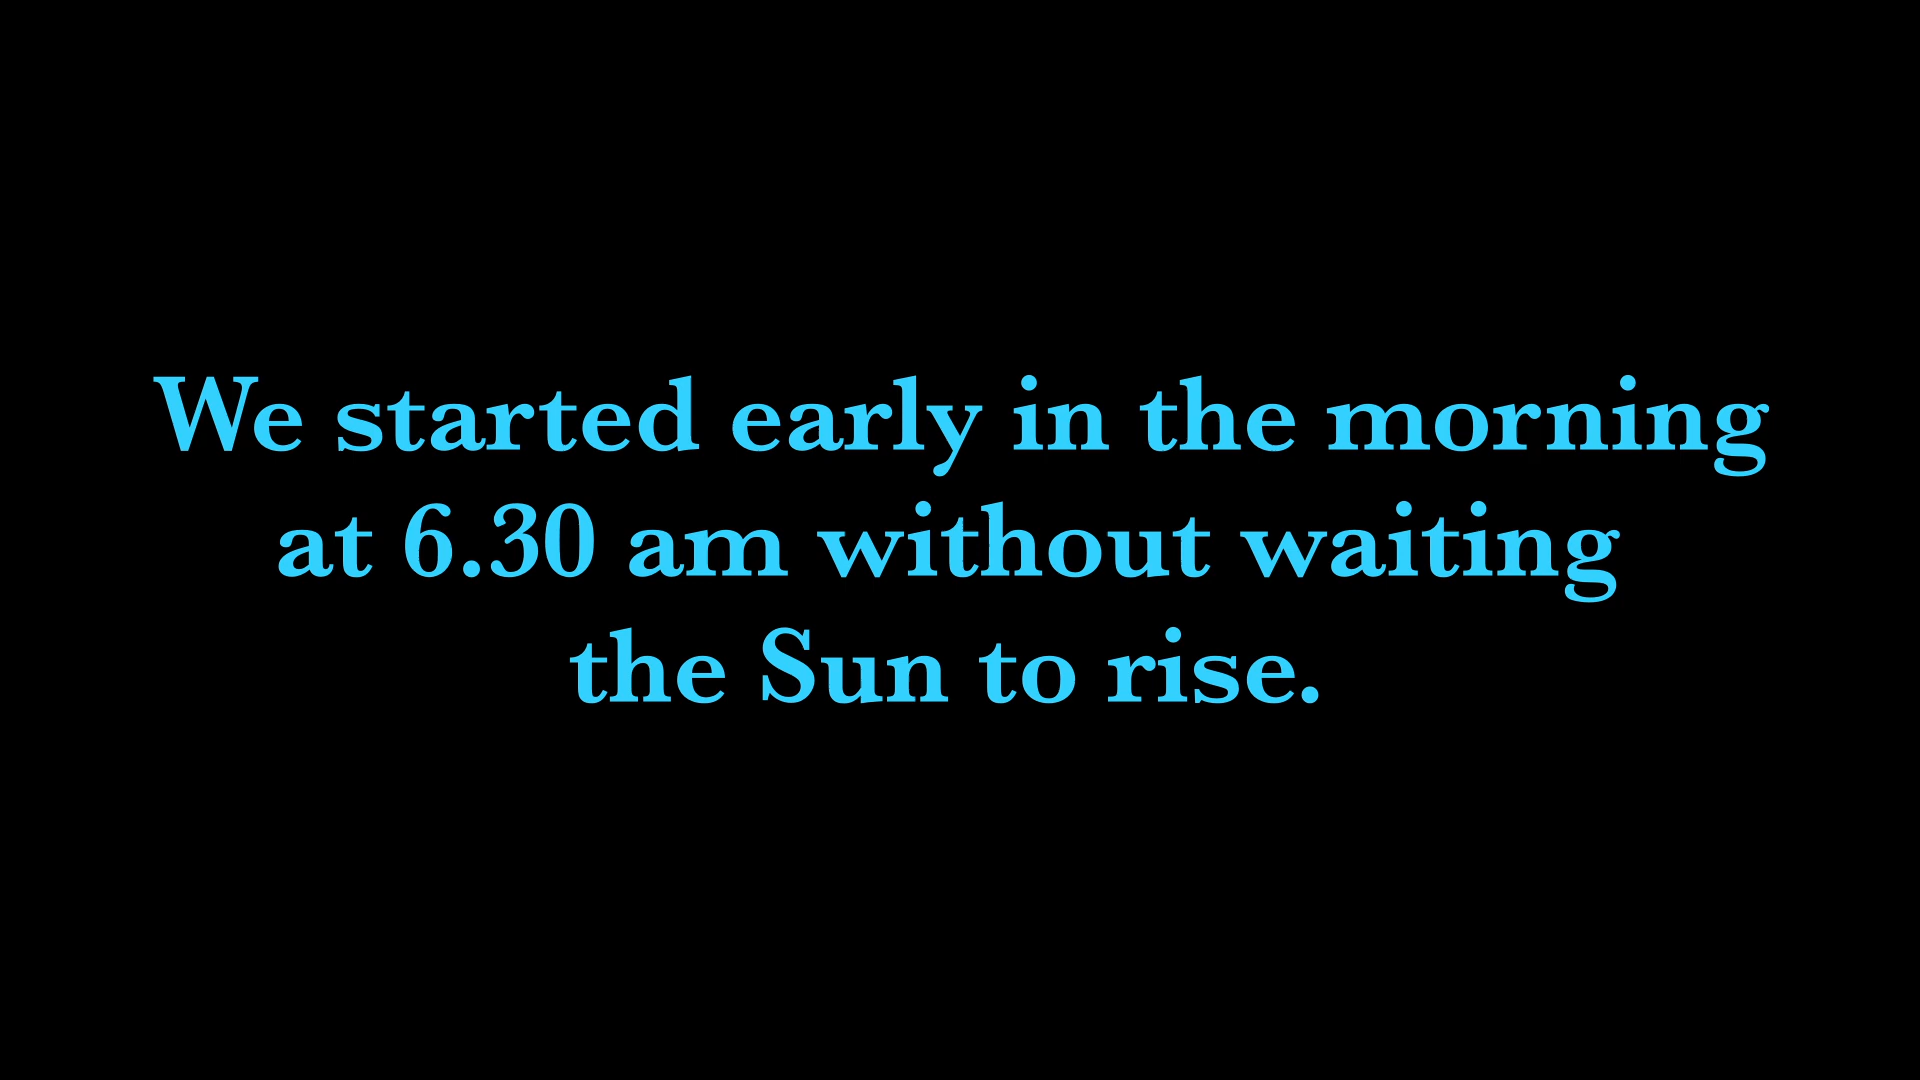 We started early in the morning
at 6.30 am without waiting
the Sun to rise.